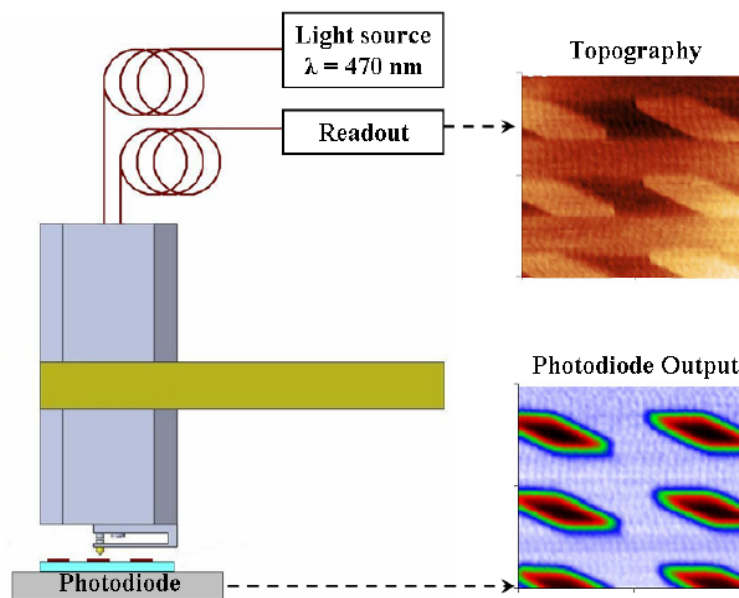 Light source
λ = 470 nm
Readout
Topography
Photodiode Output
Photodiode